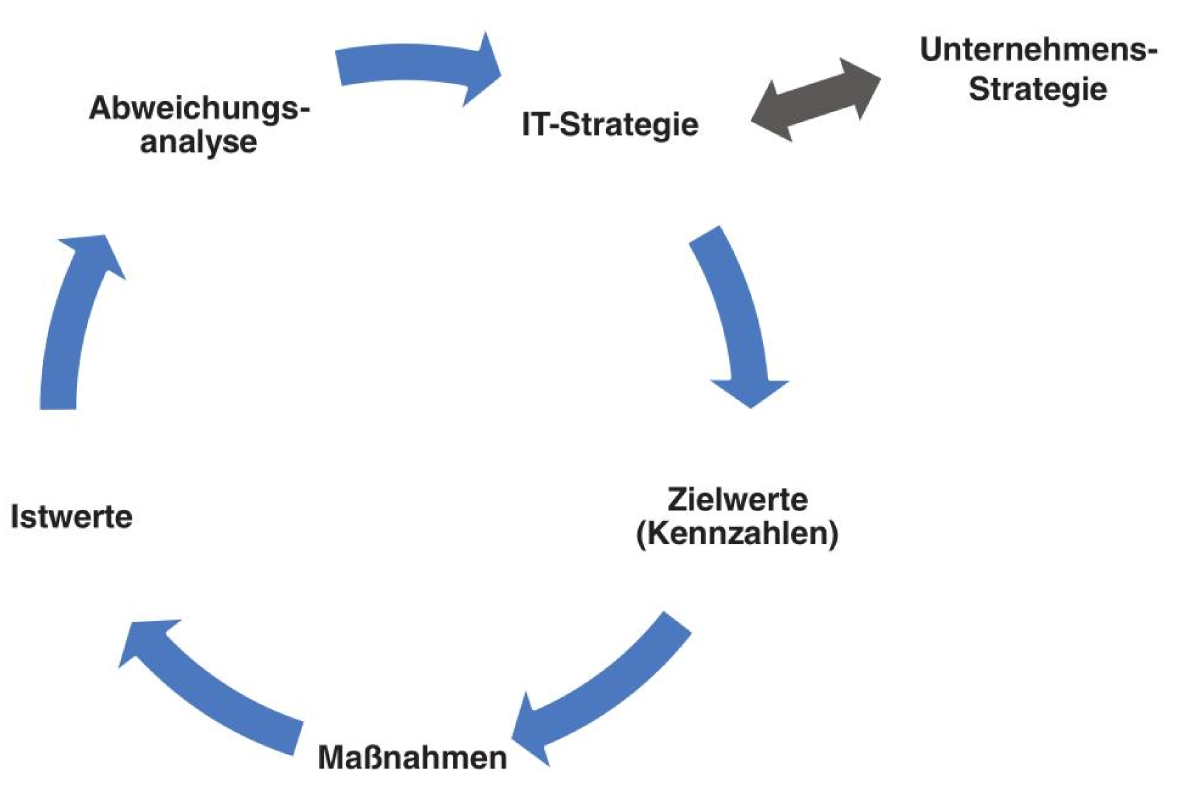 Unternehmens-
Strategie
Abweichungs-
analyse
IT-Strategie
Istwerte
Zielwerte
(Kennzahlen)
Maßnahmen